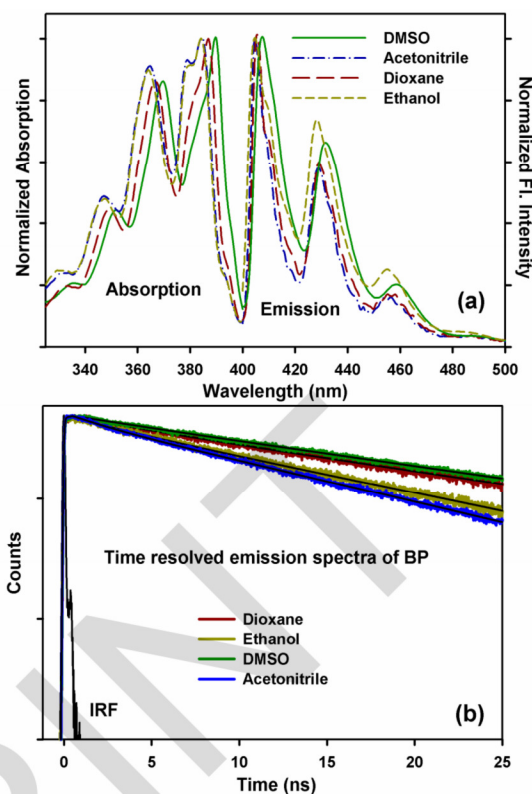 DMSO
Acetonitrile
Dioxane
Ethanol
Normalized Absorption
Normalized Fl. Intensity
Absorption
Emission
(a)
340 360 380 400 420 440 460 480 500
Wavelength (nm)
(b)
Counts
Time resolved emission spectra of BP
Dioxane
Ethanol
DMSO
Acetonitrile
IRF
0 5 10 15 20 25
Time (ns)
PRINT